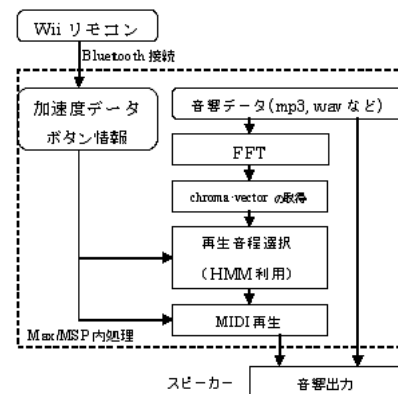 Wii リモコン
Bluetooth 接続
加速度データ
ボタン情報
音響データ(mp3, wav など)
FFT
chroma-vector の取得
再生音程選択
(HMM 利用)
MIDI 再生
Max/MSP 内処理
スピーカー
音響出力